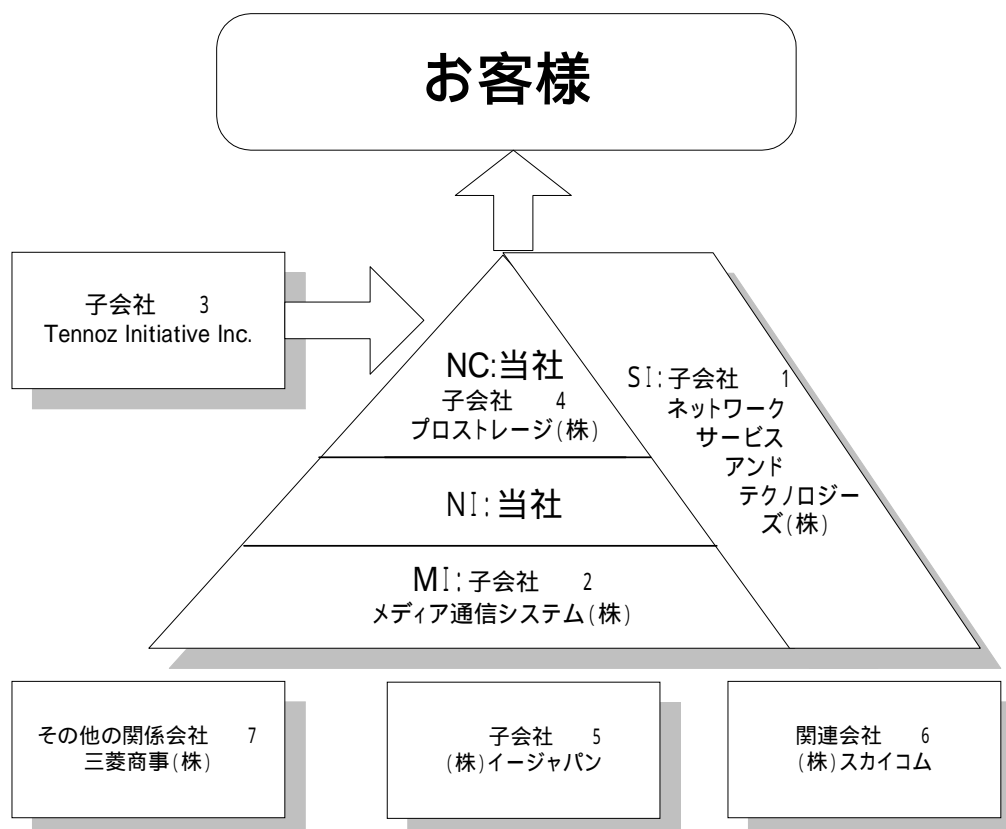 お客様
子会社 3
Tennoz Initiative Inc.
NC:当社
子会社 4
プロストレージ(株)
NI:当社
MI:子会社 2
メディア通信システム(株)
SI:子会社 1
ネットワーク
サービス
アンド
テクノロジー
ズ(株)
その他の関係会社 7
三菱商事(株)
子会社 5
(株)イージャパン
関連会社 6
(株)スカイコム